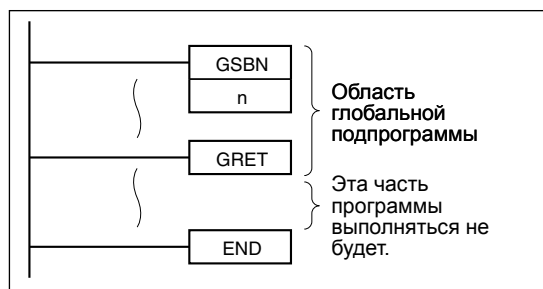 GSBN
n
Область
глобальной
подпрограммы
GRET
Эта часть
программы
выполняться не
будет.
END